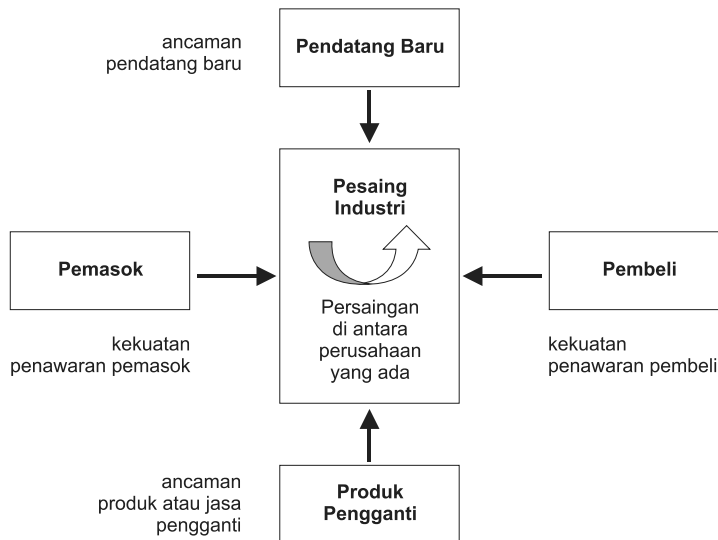 ancaman
pendatang baru
Pendatang Baru
Pesaing
Industri
Pemasok
Pembeli
Persaingan
di antara
perusahaan
yang ada
kekuatan
penawaran pemasok
kekuatan
penawaran pembeli
ancaman
produk atau jasa
pengganti
Produk
Pengganti